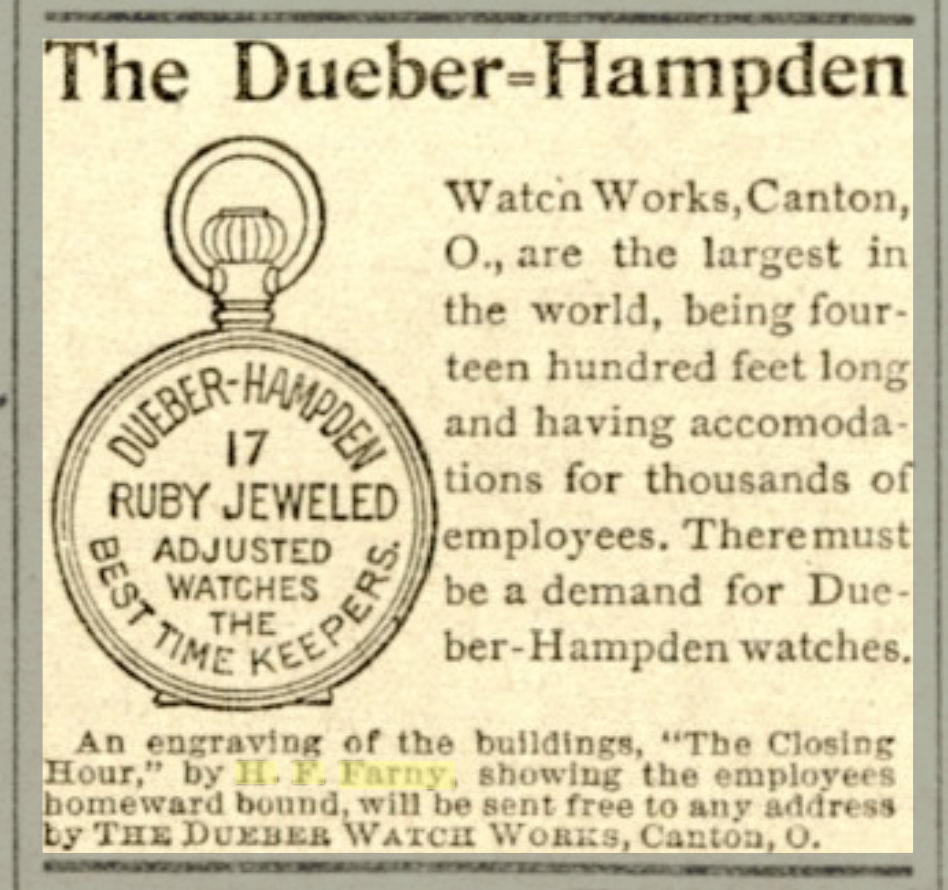 The Dueber-Hampden
DUEBER-HAMPDEN
17
RUBY JEWELED
ADJUSTED
WATCHES
THE
BEST TIME KEEPERS.
Watch Works, Canton,
O., are the largest in
the world, being four-
teen hundred feet long
and having accomoda-
tions for thousands of
employees. There must
be a demand for Due-
ber-Hampden watches.
An engraving of the buildings, "The Closing
Hour," by H. F. Farny, showing the employees
homeward bound, will be sent free to any address
by THE DUEBER WATCH WORKS, Canton, O.